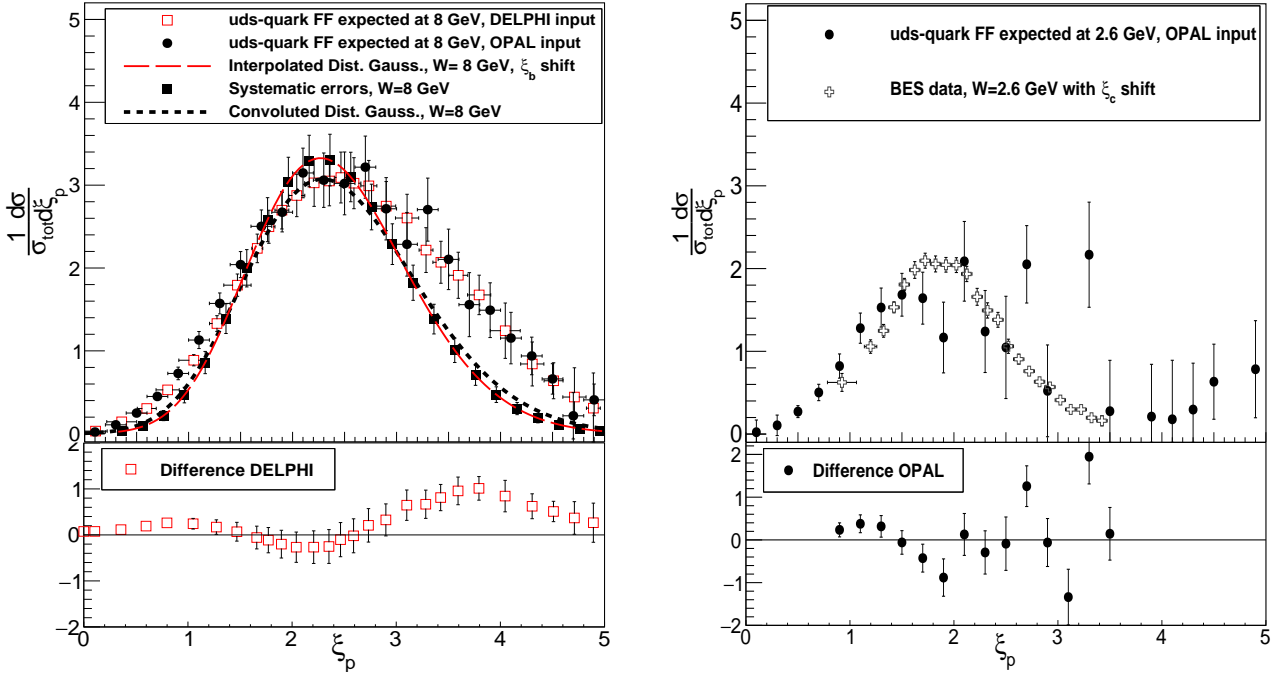 5
4
3
2
1
0
uds-quark FF expected at 8 GeV, DELPHI input
uds-quark FF expected at 8 GeV, OPAL input
Interpolated Dist. Gauss., W= 8 GeV, ξb shift
Systematic errors, W=8 GeV
Convoluted Dist. Gauss., W=8 GeV
1 dσ
σtot dξp
2
1
0
−1
−2
Difference DELPHI
0 1 2 3 4 5
ξp
5
4
3
2
1
0
uds-quark FF expected at 2.6 GeV, OPAL input
BES data, W=2.6 GeV with ξc shift
1 dσ
σtot dξp
2
1
0
−1
−2
Difference OPAL
1 2 3 4 5
ξp